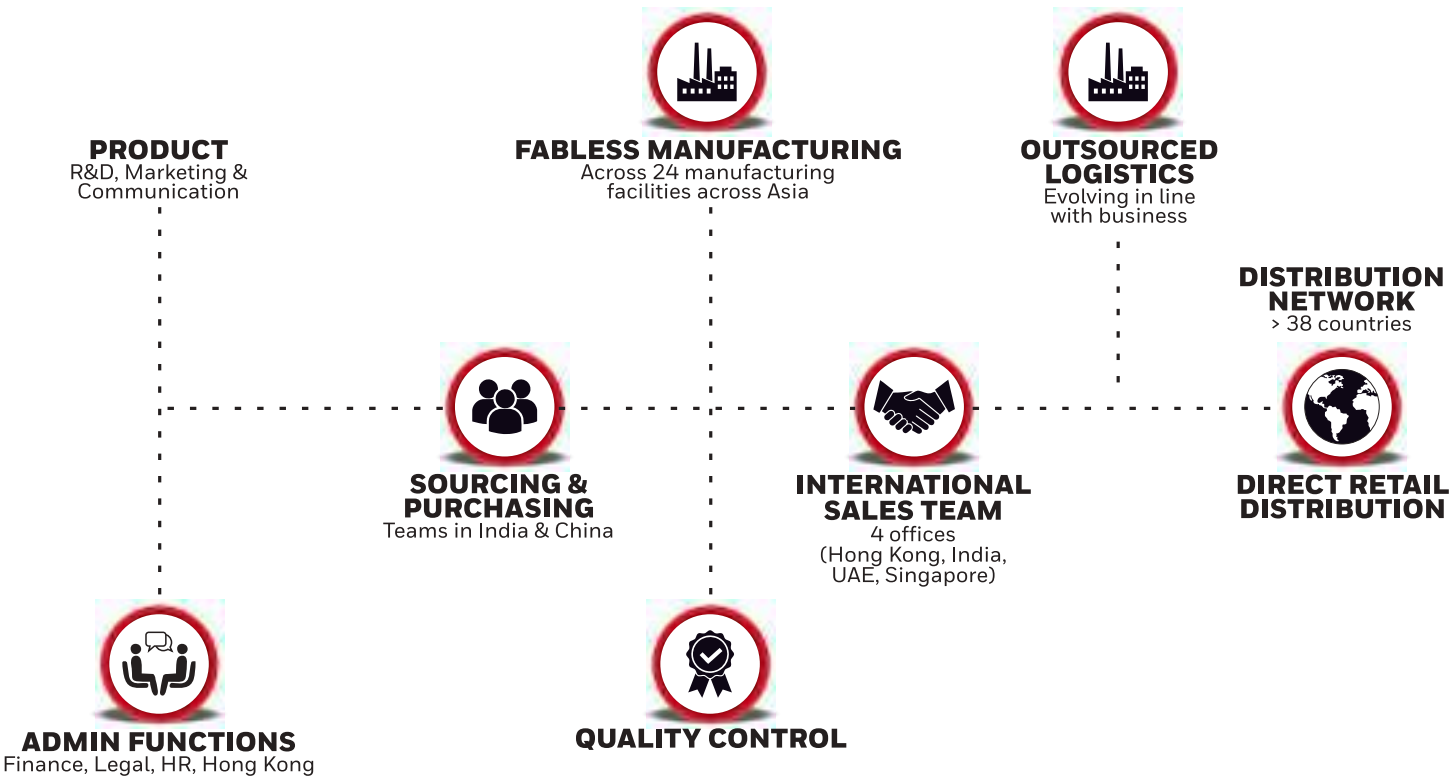 PRODUCT
R&D, Marketing &
Communication
FABLESS MANUFACTURING
Across 24 manufacturing
facilities across Asia
OUTSOURCED
LOGISTICS
Evolving in line
with business
DISTRIBUTION
NETWORK
> 38 countries
SOURCING &
PURCHASING
Teams in India & China
INTERNATIONAL
SALES TEAM
4 offices
(Hong Kong, India,
UAE, Singapore)
DIRECT RETAIL
DISTRIBUTION
ADMIN FUNCTIONS
Finance, Legal, HR, Hong Kong
QUALITY CONTROL